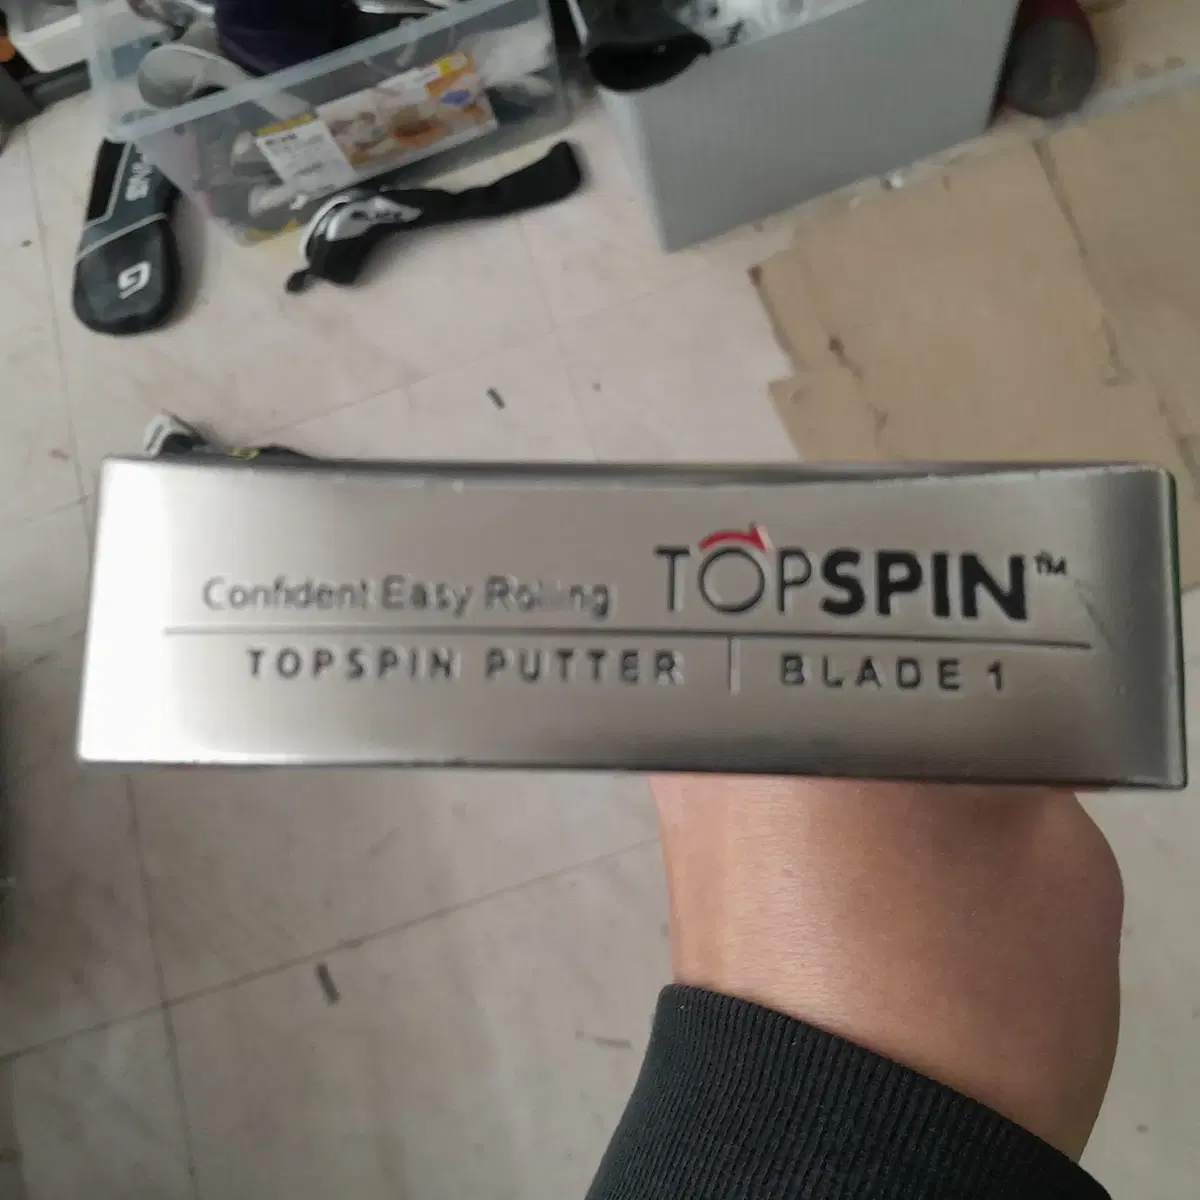 Confident Easy Rolling TOPSPIN™
TOPSPIN PUTTER | BLADE 1
G